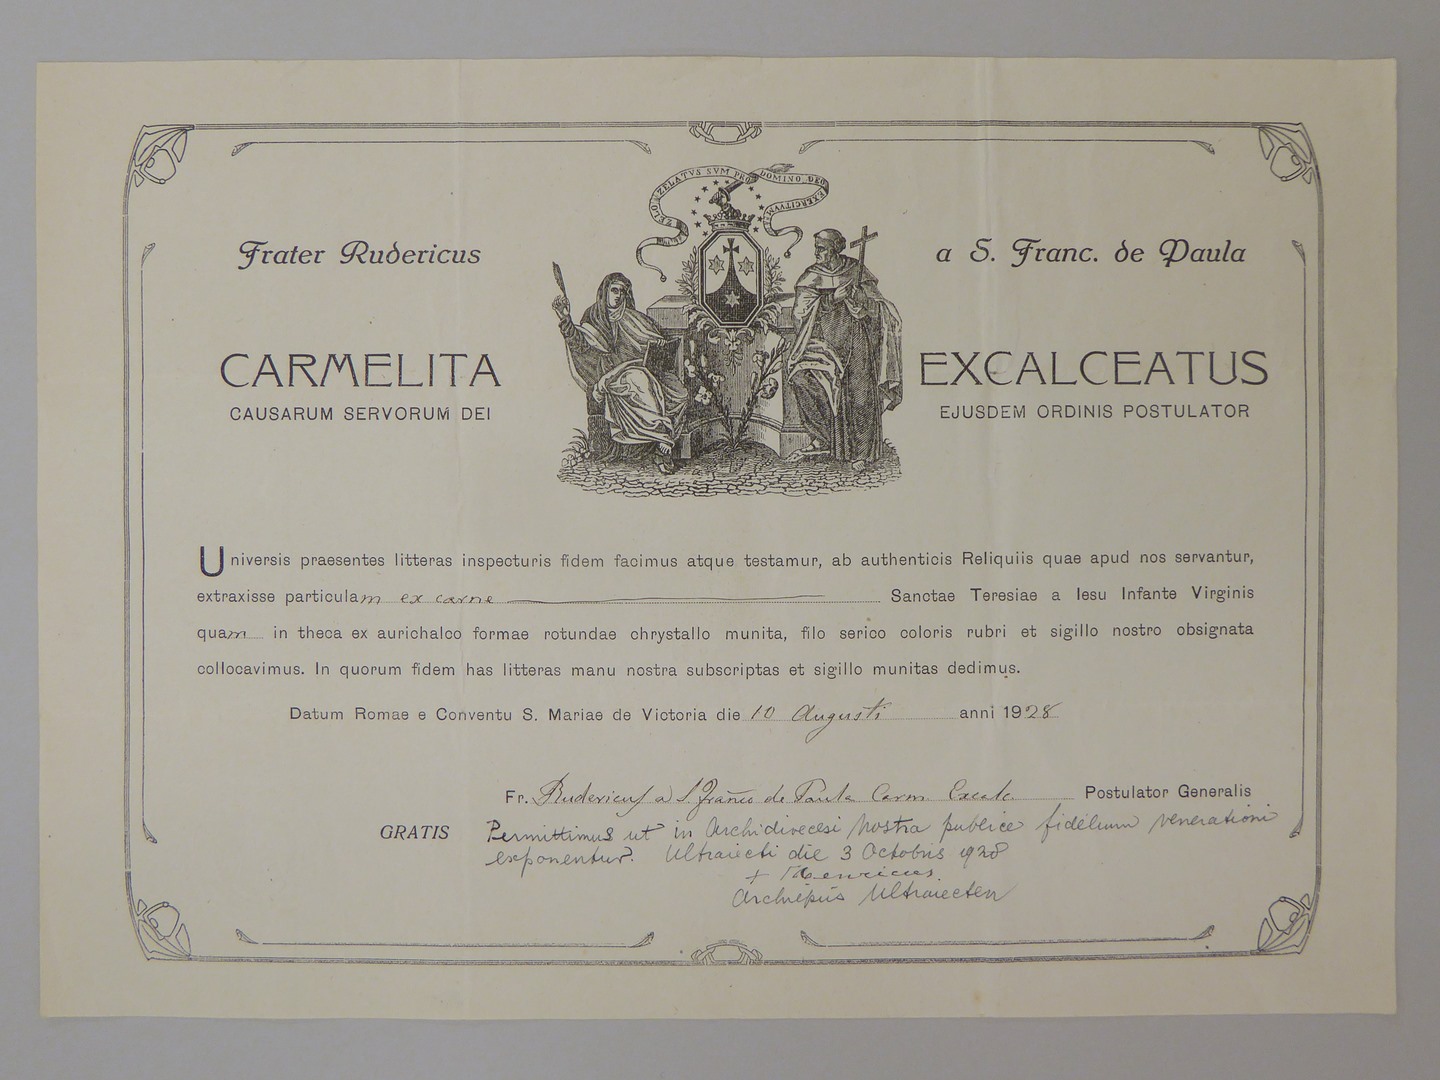 ZELO ZELATVS SVM PRO DOMINO DEO EXERCITVVM
Frater Rudericus a S. Franc. de Paula
CARMELITA EXCALCEATUS
CAUSARUM SERVORUM DEI EJUSDEM ORDINIS POSTULATOR
Universis praesentes litteras inspecturis fidem facimus atque testamur, ab authenticis Reliquiis quae apud nos servantur,
extraxisse particulam ex carne Sanctae Teresiae a Iesu Infante Virginis
quam in theca ex aurichalco formae rotundae chrystallo munita, filo serico coloris rubri et sigillo nostro obsignata
collocavimus. In quorum fidem has litteras manu nostra subscriptas et sigillo munitas dedimus.
Datum Romae e Conventu S. Mariae de Victoria die 10 Augusti anni 1928
Fr. Rudericus a S. Franco de Paula Carm. Excalc. Postulator Generalis
GRATIS Permittimus ut in Archidioecesi Nostra publice fidelium venerationi
exponentur. Ultraiecti die 3 Octobris 1928
+ Henricus.
Archiepus Ultraiecten